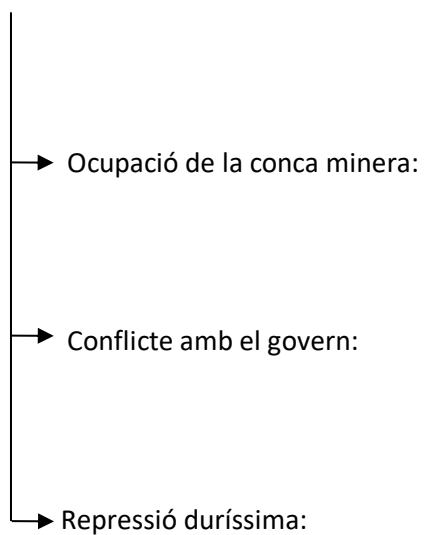 Ocupació de la conca minera:
Conflicte amb el govern:
Repressió duríssima: